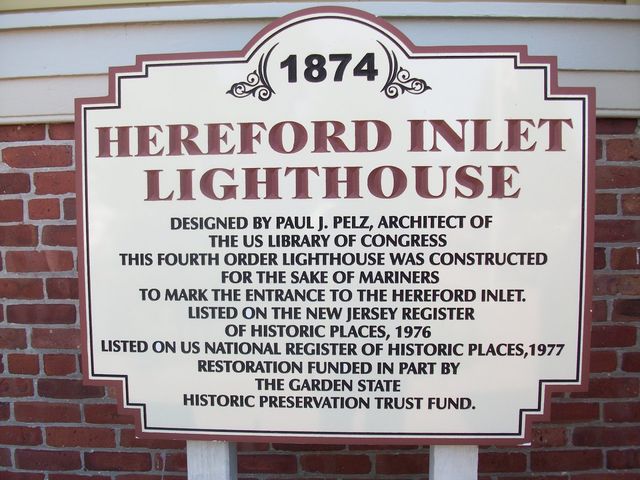 1874
HEREFORD INLET
LIGHTHOUSE
DESIGNED BY PAUL J. PELZ, ARCHITECT OF
THE US LIBRARY OF CONGRESS
THIS FOURTH ORDER LIGHTHOUSE WAS CONSTRUCTED
FOR THE SAKE OF MARINERS
TO MARK THE ENTRANCE TO THE HEREFORD INLET.
LISTED ON THE NEW JERSEY REGISTER
OF HISTORIC PLACES, 1976
LISTED ON US NATIONAL REGISTER OF HISTORIC PLACES,1977
RESTORATION FUNDED IN PART BY
THE GARDEN STATE
HISTORIC PRESERVATION TRUST FUND.